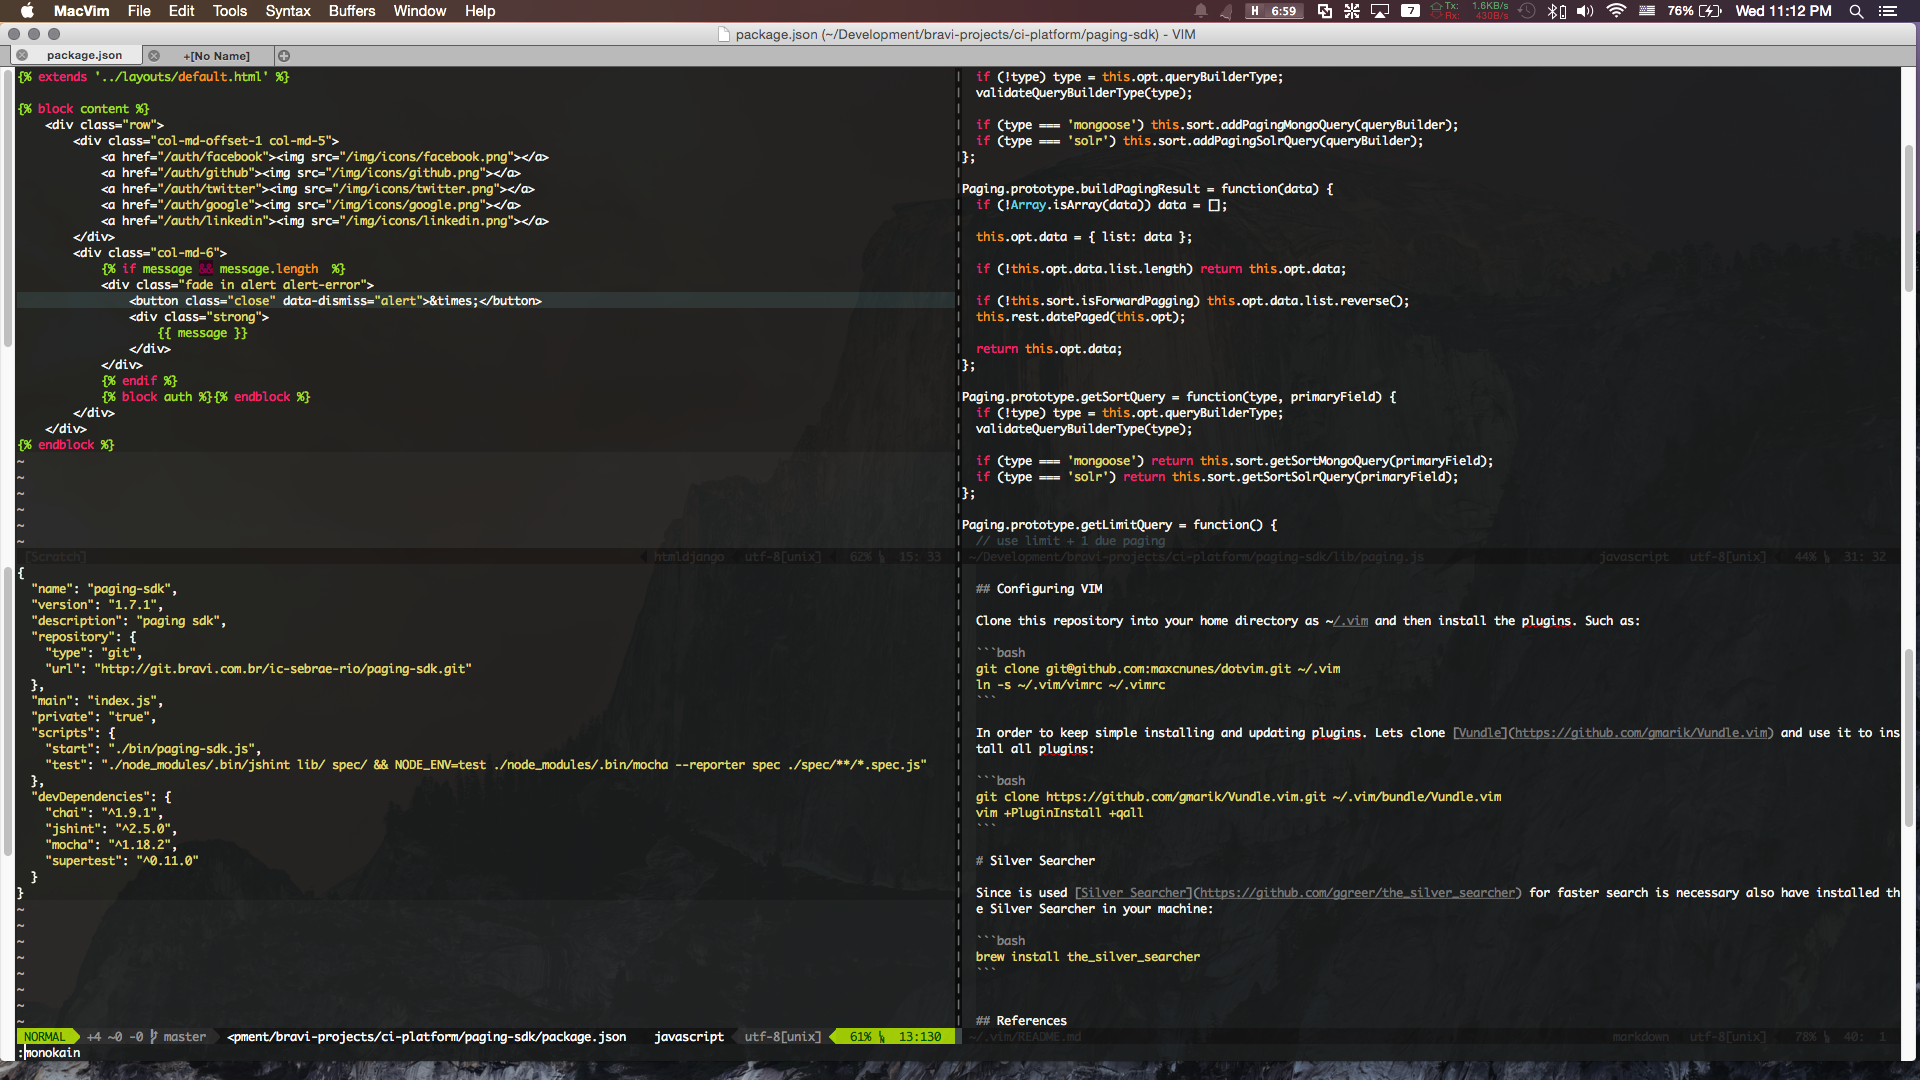 MacVim File Edit Tools Syntax Buffers Window Help
H 6:59 7 Tx: 1.6KB/s Rx: 430B/s 76% Wed 11:12 PM
package.json (~/Development/bravi-projects/ci-platform/paging-sdk) - VIM
package.json +[No Name]
{% extends '../layouts/default.html' %}
{% block content %}
<div class="row">
<div class="col-md-offset-1 col-md-5">
<a href="/auth/facebook"><img src="/img/icons/facebook.png"></a>
<a href="/auth/github"><img src="/img/icons/github.png"></a>
<a href="/auth/twitter"><img src="/img/icons/twitter.png"></a>
<a href="/auth/google"><img src="/img/icons/google.png"></a>
<a href="/auth/linkedin"><img src="/img/icons/linkedin.png"></a>
</div>
<div class="col-md-6">
{% if message && message.length  %}
<div class="fade in alert alert-error">
<button class="close" data-dismiss="alert">&times;</button>
<div class="strong">
{{ message }}
</div>
</div>
{% endif %}
{% block auth %}{% endblock %}
</div>
</div>
{% endblock %}
~
~
~
~
~
~
[Scratch] htmldjango utf-8[unix] 62% 15: 33
if (!type) type = this.opt.queryBuilderType;
validateQueryBuilderType(type);
if (type === 'mongoose') this.sort.addPagingMongoQuery(queryBuilder);
if (type === 'solr') this.sort.addPagingSolrQuery(queryBuilder);
};
Paging.prototype.buildPagingResult = function(data) {
if (!Array.isArray(data)) data = [];
this.opt.data = { list: data };
if (!this.opt.data.list.length) return this.opt.data;
if (!this.sort.isForwardPagging) this.opt.data.list.reverse();
this.rest.datePaged(this.opt);
return this.opt.data;
};
Paging.prototype.getSortQuery = function(type, primaryField) {
if (!type) type = this.opt.queryBuilderType;
validateQueryBuilderType(type);
if (type === 'mongoose') return this.sort.getSortMongoQuery(primaryField);
if (type === 'solr') return this.sort.getSortSolrQuery(primaryField);
};
Paging.prototype.getLimitQuery = function() {
// use limit + 1 due paging
~/Development/bravi-projects/ci-platform/paging-sdk/lib/paging.js javascript utf-8[unix] 44% 31: 32
{
"name": "paging-sdk",
"version": "1.7.1",
"description": "paging sdk",
"repository": {
"type": "git",
"url": "http://git.bravi.com.br/ic-sebrae-rio/paging-sdk.git"
},
"main": "index.js",
"private": "true",
"scripts": {
"start": "./bin/paging-sdk.js",
"test": "./node_modules/.bin/jshint lib/ spec/ && NODE_ENV=test ./node_modules/.bin/mocha --reporter spec ./spec/**/*.spec.js"
},
"devDependencies": {
"chai": "^1.9.1",
"jshint": "^2.5.0",
"mocha": "^1.18.2",
"supertest": "^0.11.0"
}
}
~
~
~
~
~
~
~
~
NORMAL +4 ~0 -0 master <pment/bravi-projects/ci-platform/paging-sdk/package.json javascript utf-8[unix] 61% 13:130
:monokain
## Configuring VIM
Clone this repository into your home directory as ~/.vim and then install the plugins. Such as:
```bash
git clone git@github.com:maxcnunes/dotvim.git ~/.vim
ln -s ~/.vim/vimrc ~/.vimrc
```
In order to keep simple installing and updating plugins. Lets clone [Vundle](https://github.com/gmarik/Vundle.vim) and use it to ins
tall all plugins:
```bash
git clone https://github.com/gmarik/Vundle.vim.git ~/.vim/bundle/Vundle.vim
vim +PluginInstall +qall
```
# Silver Searcher
Since is used [Silver Searcher](https://github.com/ggreer/the_silver_searcher) for faster search is necessary also have installed th
e Silver Searcher in your machine:
```bash
brew install the_silver_searcher
```
## References
~/.vim/README.md markdown utf-8[unix] 78% 40: 1